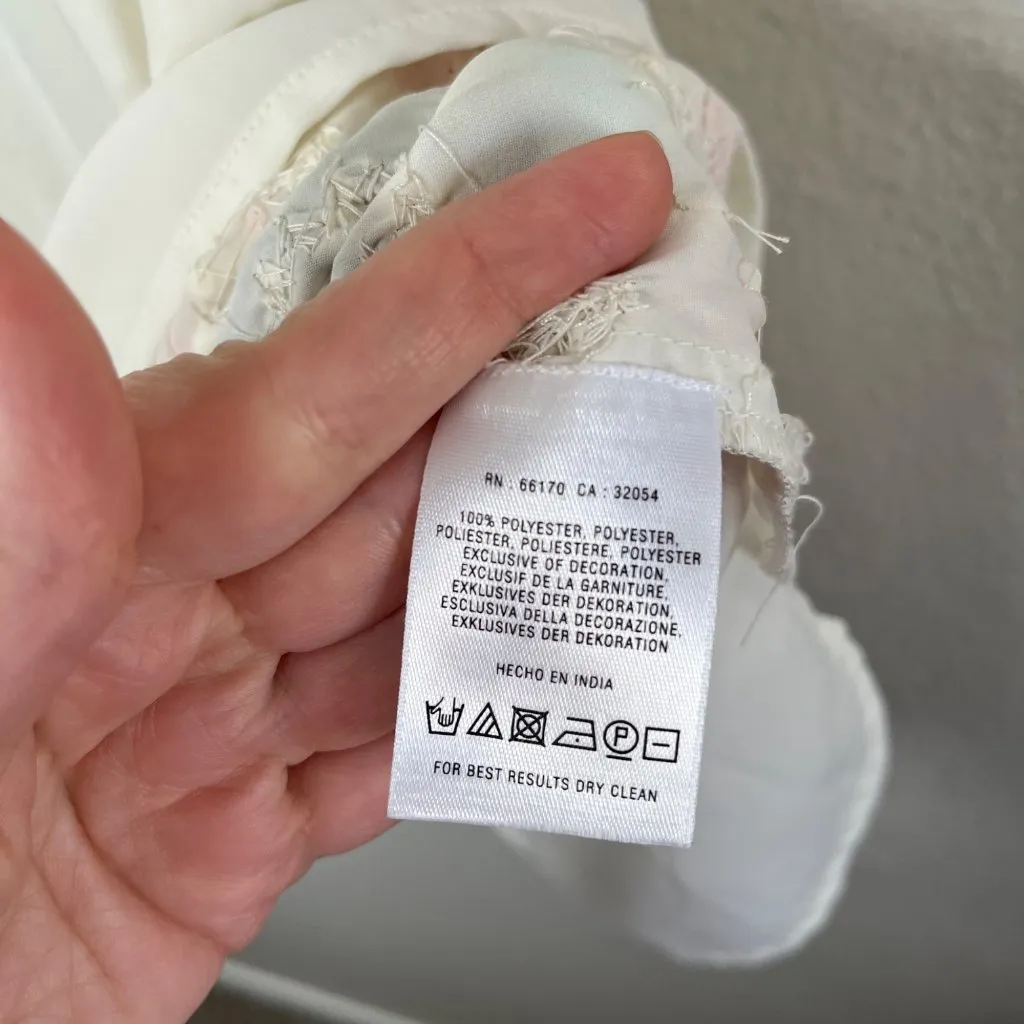 RN : 66170 CA : 32054
100% POLYESTER, POLYESTER,
POLIESTER, POLIESTERE, POLYESTER
EXCLUSIVE OF DECORATION,
EXCLUSIF DE LA GARNITURE,
EXKLUSIVES DER DEKORATION,
ESCLUSIVA DELLA DECORAZIONE,
EXKLUSIVES DER DEKORATION
HECHO EN INDIA
P
FOR BEST RESULTS DRY CLEAN